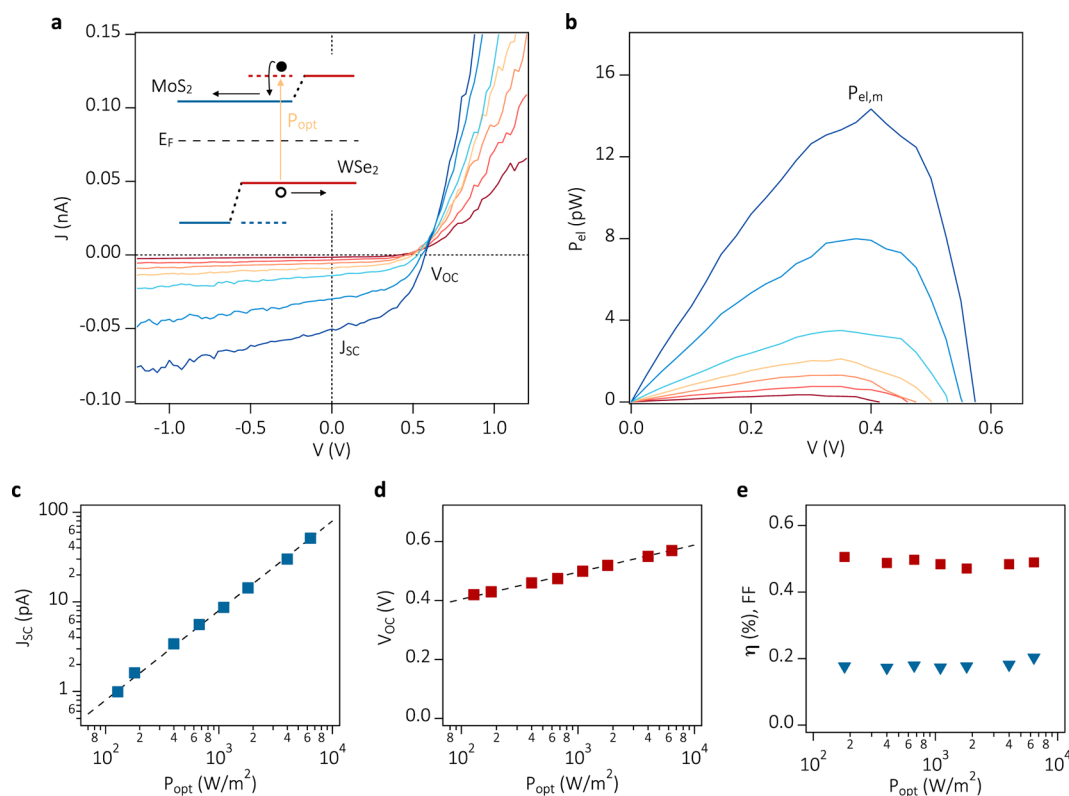 a
0.15
0.10
0.05
0.00
-0.05
-0.10
J (nA)
-1.0 -0.5 0.0 0.5 1.0
V (V)
MoS2
Popt
EF
WSe2
VOC
JSC
b
16
12
8
4
0
Pel (pW)
Pel,m
0.0 0.2 0.4 0.6
V (V)
c
100
6
4
2
10
6
4
2
1
6
JSC (pA)
8 10² 2 4 6 8 10³ 2 4 6 8 10⁴
Popt (W/m²)
d
0.6
0.4
0.2
0.0
VOC (V)
8 10² 2 4 6 8 10³ 2 4 6 8 10⁴
Popt (W/m²)
e
0.6
0.4
0.2
0.0
η (%), FF
10² 2 4 6 8 10³ 2 4 6 8 10⁴
Popt (W/m²)